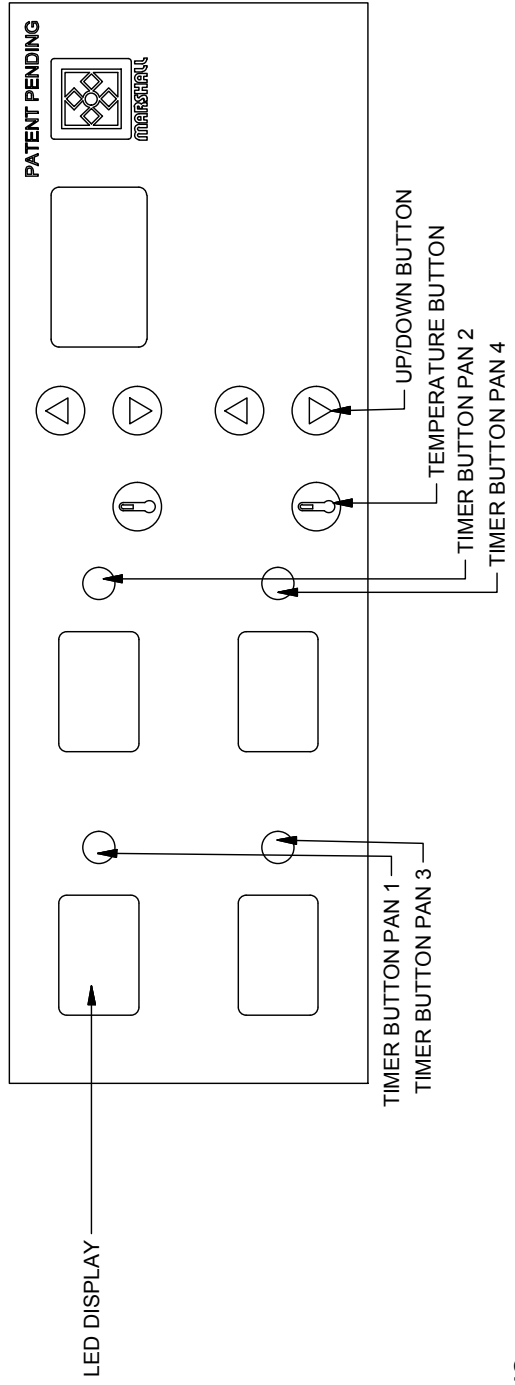 PATENT PENDING
LED DISPLAY
MARSHALL
TIMER BUTTON PAN 1
UP/DOWN BUTTON
TIMER BUTTON PAN 3
TEMPERATURE BUTTON
TIMER BUTTON PAN 2
TIMER BUTTON PAN 4